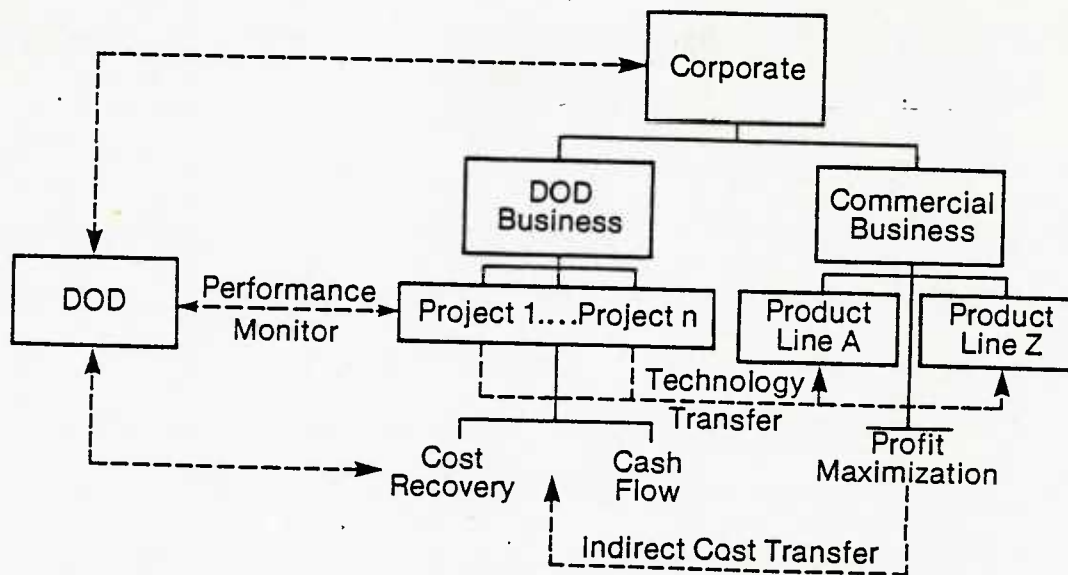 Corporate
DOD
Business
Commercial
Business
DOD
Performance
Monitor
Project 1....Project n
Product
Line A
Product
Line Z
Technology
Transfer
Cost
Recovery
Cash
Flow
Profit
Maximization
Indirect Cost Transfer